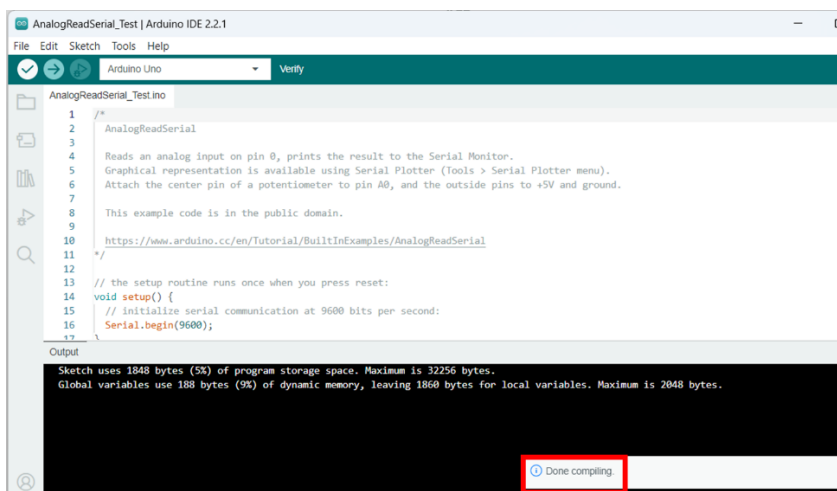 AnalogReadSerial_Test | Arduino IDE 2.2.1
File Edit Sketch Tools Help
Arduino Uno
Verify
AnalogReadSerial_Test.ino
1 /*
2 AnalogReadSerial
3
4 Reads an analog input on pin 0, prints the result to the Serial Monitor.
5 Graphical representation is available using Serial Plotter (Tools > Serial Plotter menu).
6 Attach the center pin of a potentiometer to pin A0, and the outside pins to +5V and ground.
7
8 This example code is in the public domain.
9
10 https://www.arduino.cc/en/Tutorial/BuiltInExamples/AnalogReadSerial
11 */
12
13 // the setup routine runs once when you press reset:
14 void setup() {
15 // initialize serial communication at 9600 bits per second:
16 Serial.begin(9600);
17 }
Output
Sketch uses 1848 bytes (5%) of program storage space. Maximum is 32256 bytes.
Global variables use 188 bytes (9%) of dynamic memory, leaving 1860 bytes for local variables. Maximum is 2048 bytes.
Done compiling.